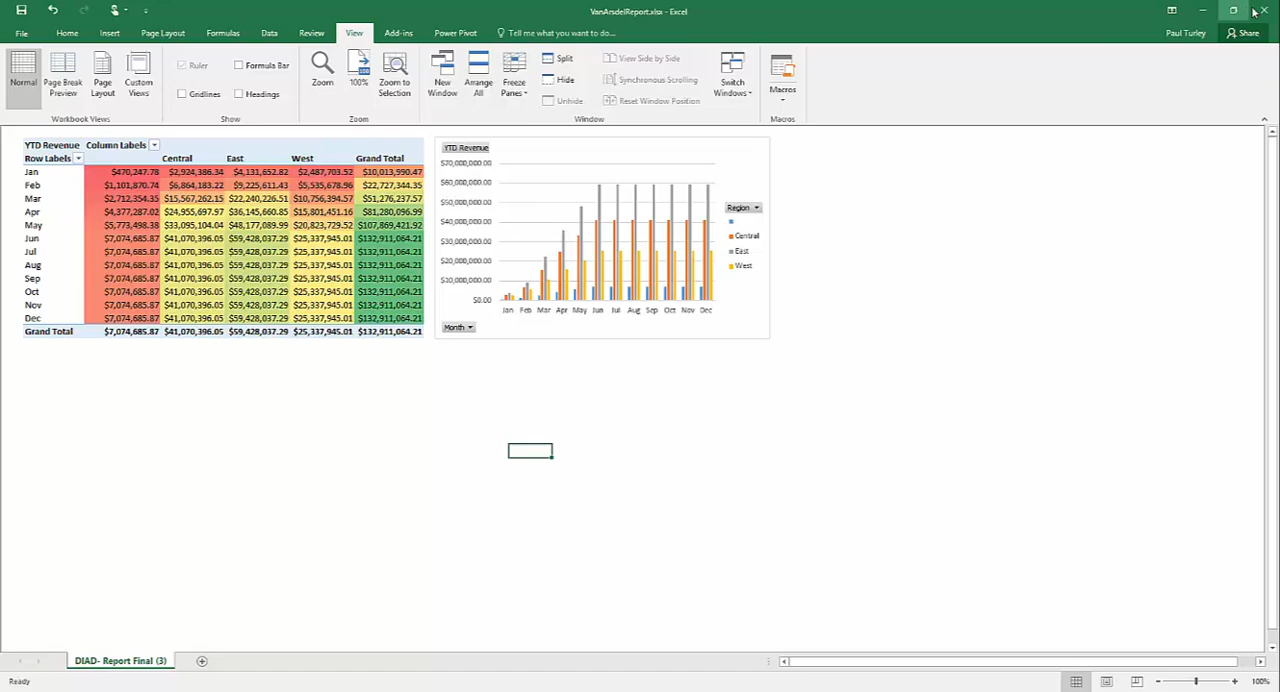 VanArsdelReport.xlsx - Excel
File Home Insert Page Layout Formulas Data Review View Add-ins Power Pivot Tell me what you want to do... Paul Turley Share
Normal
Page Break Preview
Page Layout
Custom Views
Workbook Views
Ruler
Formula Bar
Gridlines
Headings
Show
Zoom
100%
Zoom to Selection
Zoom
New Window
Arrange All
Freeze Panes
Split
Hide
Unhide
View Side by Side
Synchronous Scrolling
Reset Window Position
Switch Windows
Window
Macros
Macros
YTD Revenue Column Labels
Row Labels Central East West Grand Total
Jan $470,247.78 $2,924,386.34 $4,131,652.82 $2,487,703.52 $10,013,990.47
Feb $1,101,870.74 $6,864,183.22 $9,225,611.43 $5,535,678.96 $22,727,344.35
Mar $2,712,354.35 $15,567,262.15 $22,240,226.51 $10,756,394.57 $51,276,237.57
Apr $4,377,287.02 $24,955,697.97 $36,145,660.85 $15,801,451.16 $81,280,096.99
May $5,773,498.38 $33,095,104.04 $48,177,089.99 $20,823,729.52 $107,869,421.92
Jun $7,074,685.87 $41,070,396.05 $59,428,037.29 $25,337,945.01 $132,911,064.21
Jul $7,074,685.87 $41,070,396.05 $59,428,037.29 $25,337,945.01 $132,911,064.21
Aug $7,074,685.87 $41,070,396.05 $59,428,037.29 $25,337,945.01 $132,911,064.21
Sep $7,074,685.87 $41,070,396.05 $59,428,037.29 $25,337,945.01 $132,911,064.21
Oct $7,074,685.87 $41,070,396.05 $59,428,037.29 $25,337,945.01 $132,911,064.21
Nov $7,074,685.87 $41,070,396.05 $59,428,037.29 $25,337,945.01 $132,911,064.21
Dec $7,074,685.87 $41,070,396.05 $59,428,037.29 $25,337,945.01 $132,911,064.21
Grand Total $7,074,685.87 $41,070,396.05 $59,428,037.29 $25,337,945.01 $132,911,064.21
YTD Revenue
$70,000,000.00
$60,000,000.00
$50,000,000.00
$40,000,000.00
$30,000,000.00
$20,000,000.00
$10,000,000.00
$0.00
Jan Feb Mar Apr May Jun Jul Aug Sep Oct Nov Dec
Region
Central
East
West
Month
DIAD- Report Final (3)
Ready
100%